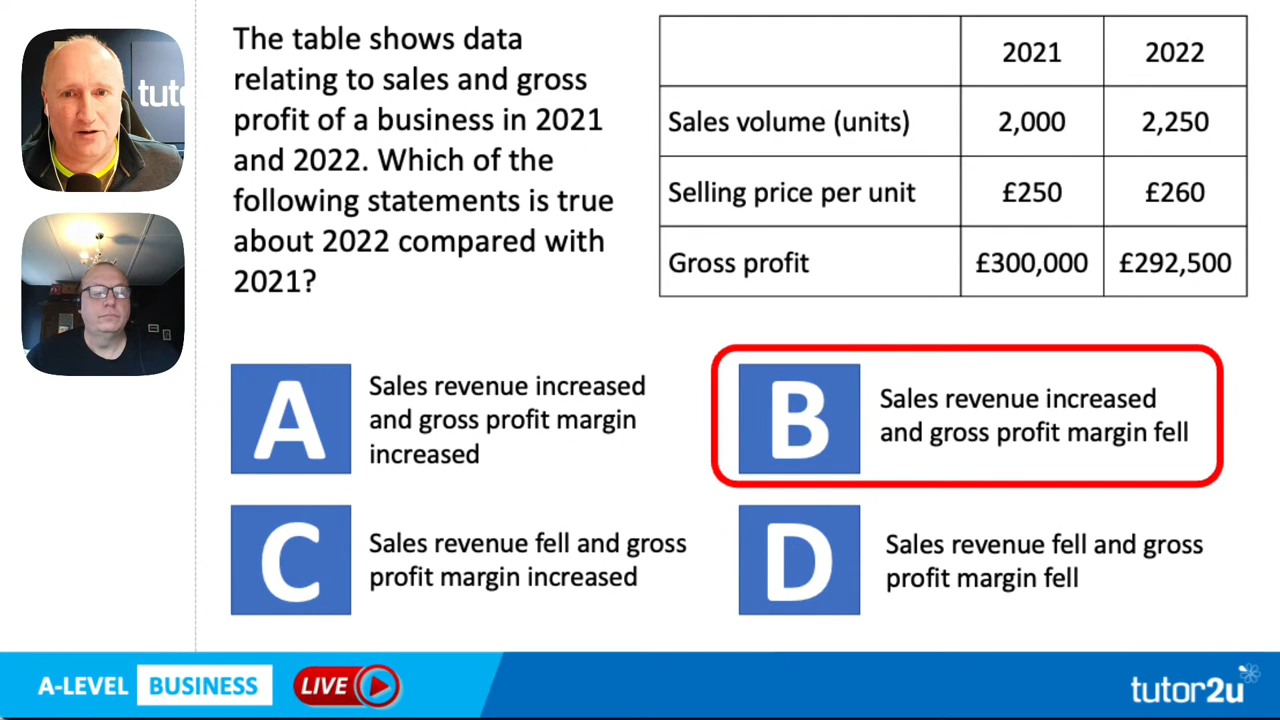 The table shows data
relating to sales and gross
profit of a business in 2021
and 2022. Which of the
following statements is true
about 2022 compared with
2021?
2021 2022
Sales volume (units) 2,000 2,250
Selling price per unit £250 £260
Gross profit £300,000 £292,500
A
Sales revenue increased
and gross profit margin
increased
B
Sales revenue increased
and gross profit margin fell
C
Sales revenue fell and gross
profit margin increased
D
Sales revenue fell and gross
profit margin fell
A-LEVEL BUSINESS LIVE
tutor2u